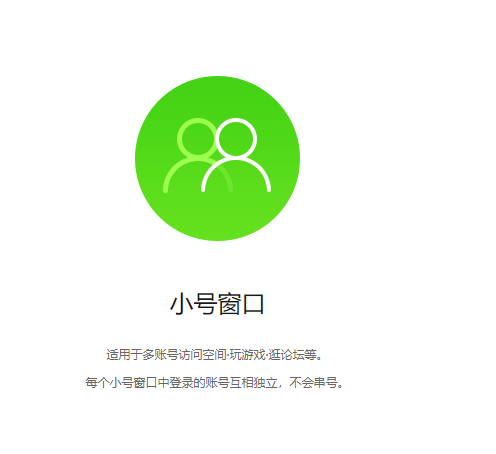 小号窗口
适用于多账号访问空间·玩游戏·逛论坛等。
每个小号窗口中登录的账号互相独立，不会串号。